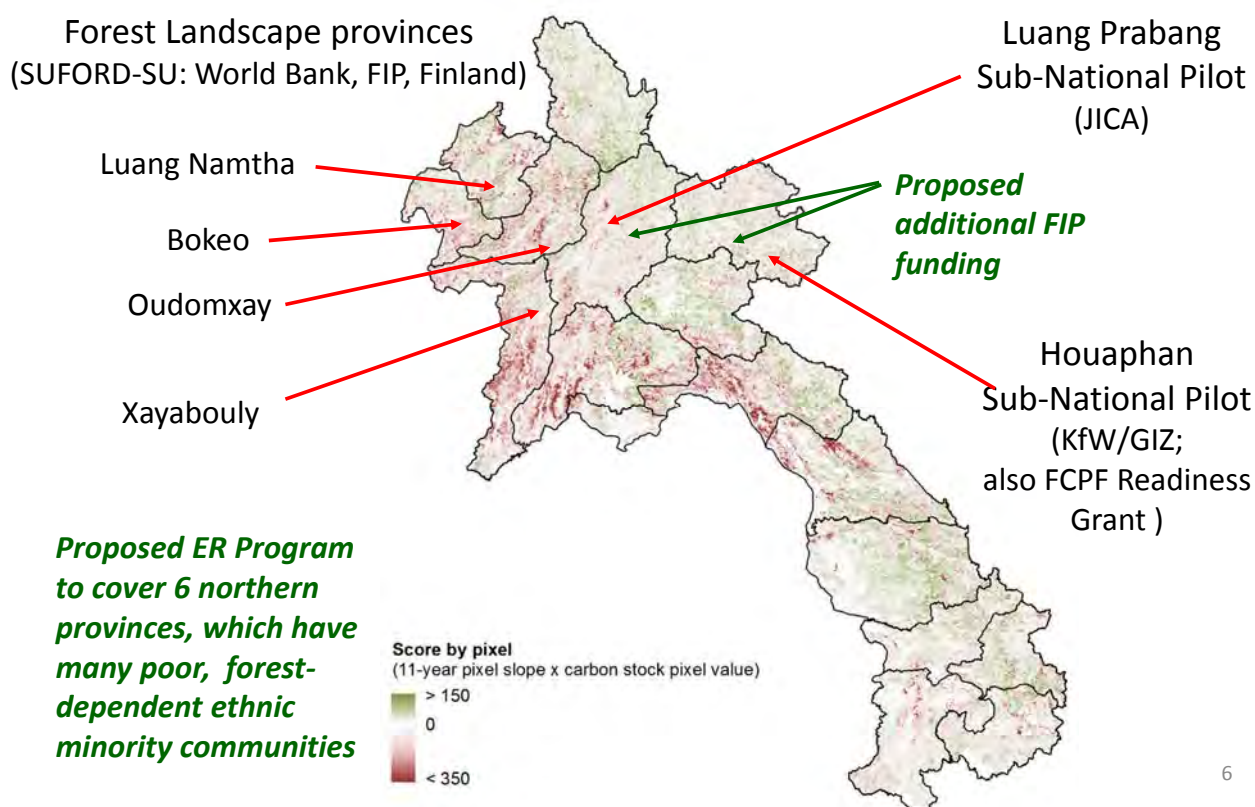 Forest Landscape provinces
(SUFORD-SU: World Bank, FIP, Finland)
Luang Namtha
Bokeo
Oudomxay
Xayabouly
Luang Prabang
Sub-National Pilot
(JICA)
Proposed
additional FIP
funding
Houaphan
Sub-National Pilot
(KfW/GIZ;
also FCPF Readiness
Grant )
Proposed ER Program
to cover 6 northern
provinces, which have
many poor, forest-
dependent ethnic
minority communities
Score by pixel
(11-year pixel slope x carbon stock pixel value)
> 150
0
< 350
6